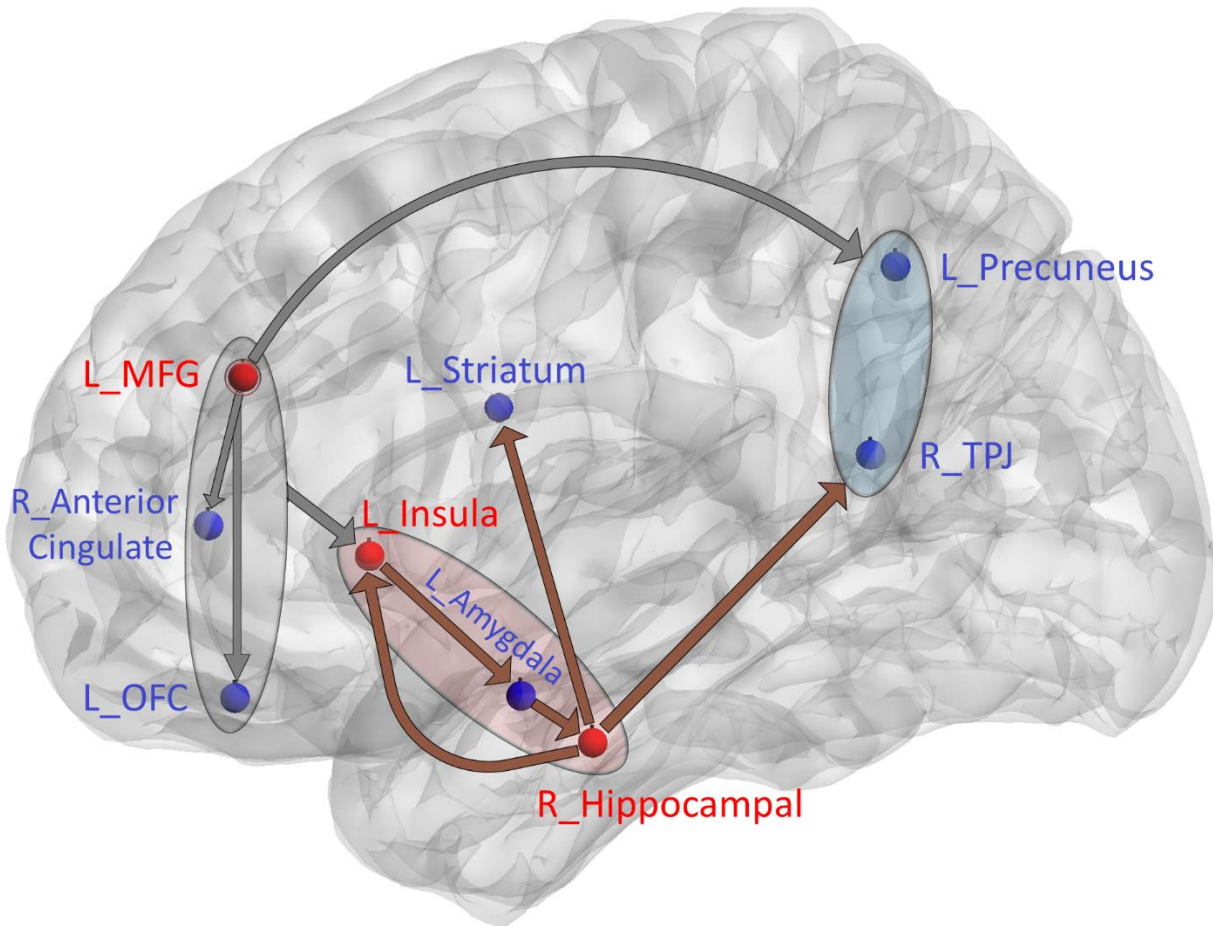 L_Precuneus
L_MFG
L_Striatum
R_TPJ
R_Anterior
Cingulate
L_Insula
L_Amygdala
L_OFC
R_Hippocampal